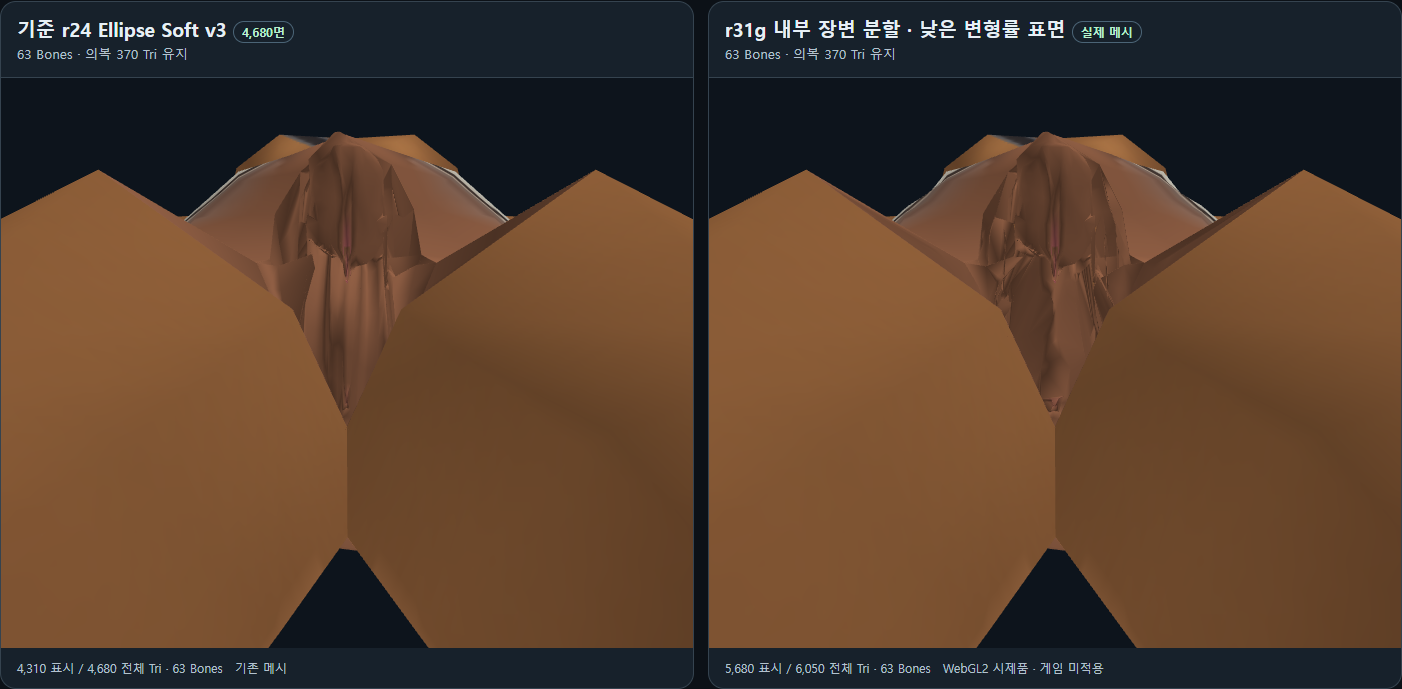 기준 r24 Ellipse Soft v3 4,680면
63 Bones · 의복 370 Tri 유지
4,310 표시 / 4,680 전체 Tri · 63 Bones 기존 메시
r31g 내부 장변 분할 · 낮은 변형률 표면 실제 메시
63 Bones · 의복 370 Tri 유지
5,680 표시 / 6,050 전체 Tri · 63 Bones WebGL2 시제품 · 게임 미적용